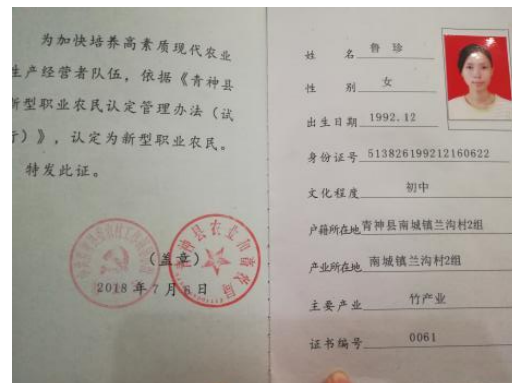 为加快培养高素质现代农业
生产经营者队伍，依据《青神县
新型职业农民认定管理办法（试
行）》，认定为新型职业农民。
特发此证。
（盖章）
2018年7月6日
姓 名 鲁珍
性 别 女
出生日期 1992.12
身份证号 513826199212160622
文化程度 初中
户籍所在地 青神县南城镇兰沟村2组
产业所在地 南城镇兰沟村2组
主要产业 竹产业
证书编号 0061